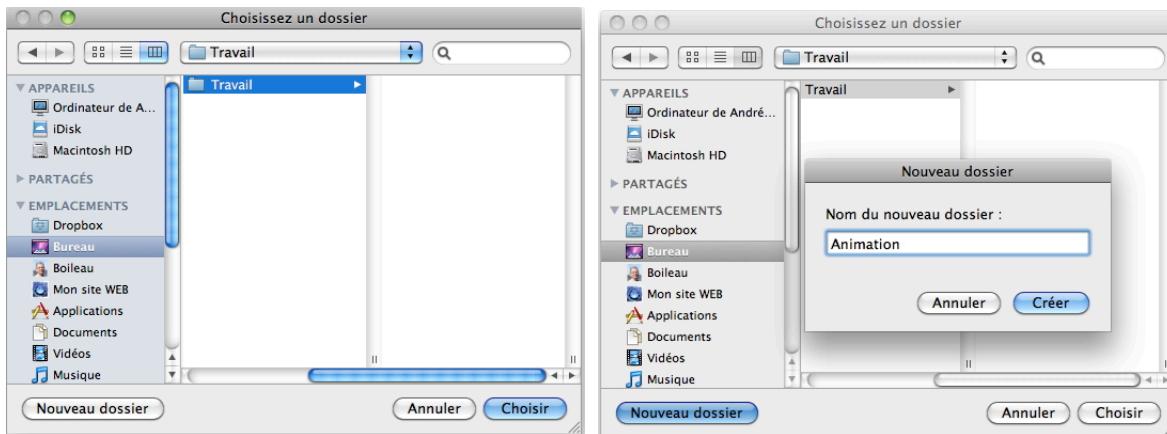 Choisissez un dossier
Travail
APPAREILS
Ordinateur de A...
iDisk
Macintosh HD
PARTAGÉS
EMPLACEMENTS
Dropbox
Bureau
Boileau
Mon site WEB
Applications
Documents
Vidéos
Musique
Travail
Nouveau dossier
Annuler
Choisir
Choisissez un dossier
Travail
APPAREILS
Ordinateur de André...
iDisk
Macintosh HD
PARTAGÉS
EMPLACEMENTS
Dropbox
Bureau
Boileau
Mon site WEB
Applications
Documents
Vidéos
Musique
Travail
Nouveau dossier
Nom du nouveau dossier :
Animation
Annuler
Créer
Nouveau dossier
Annuler
Choisir